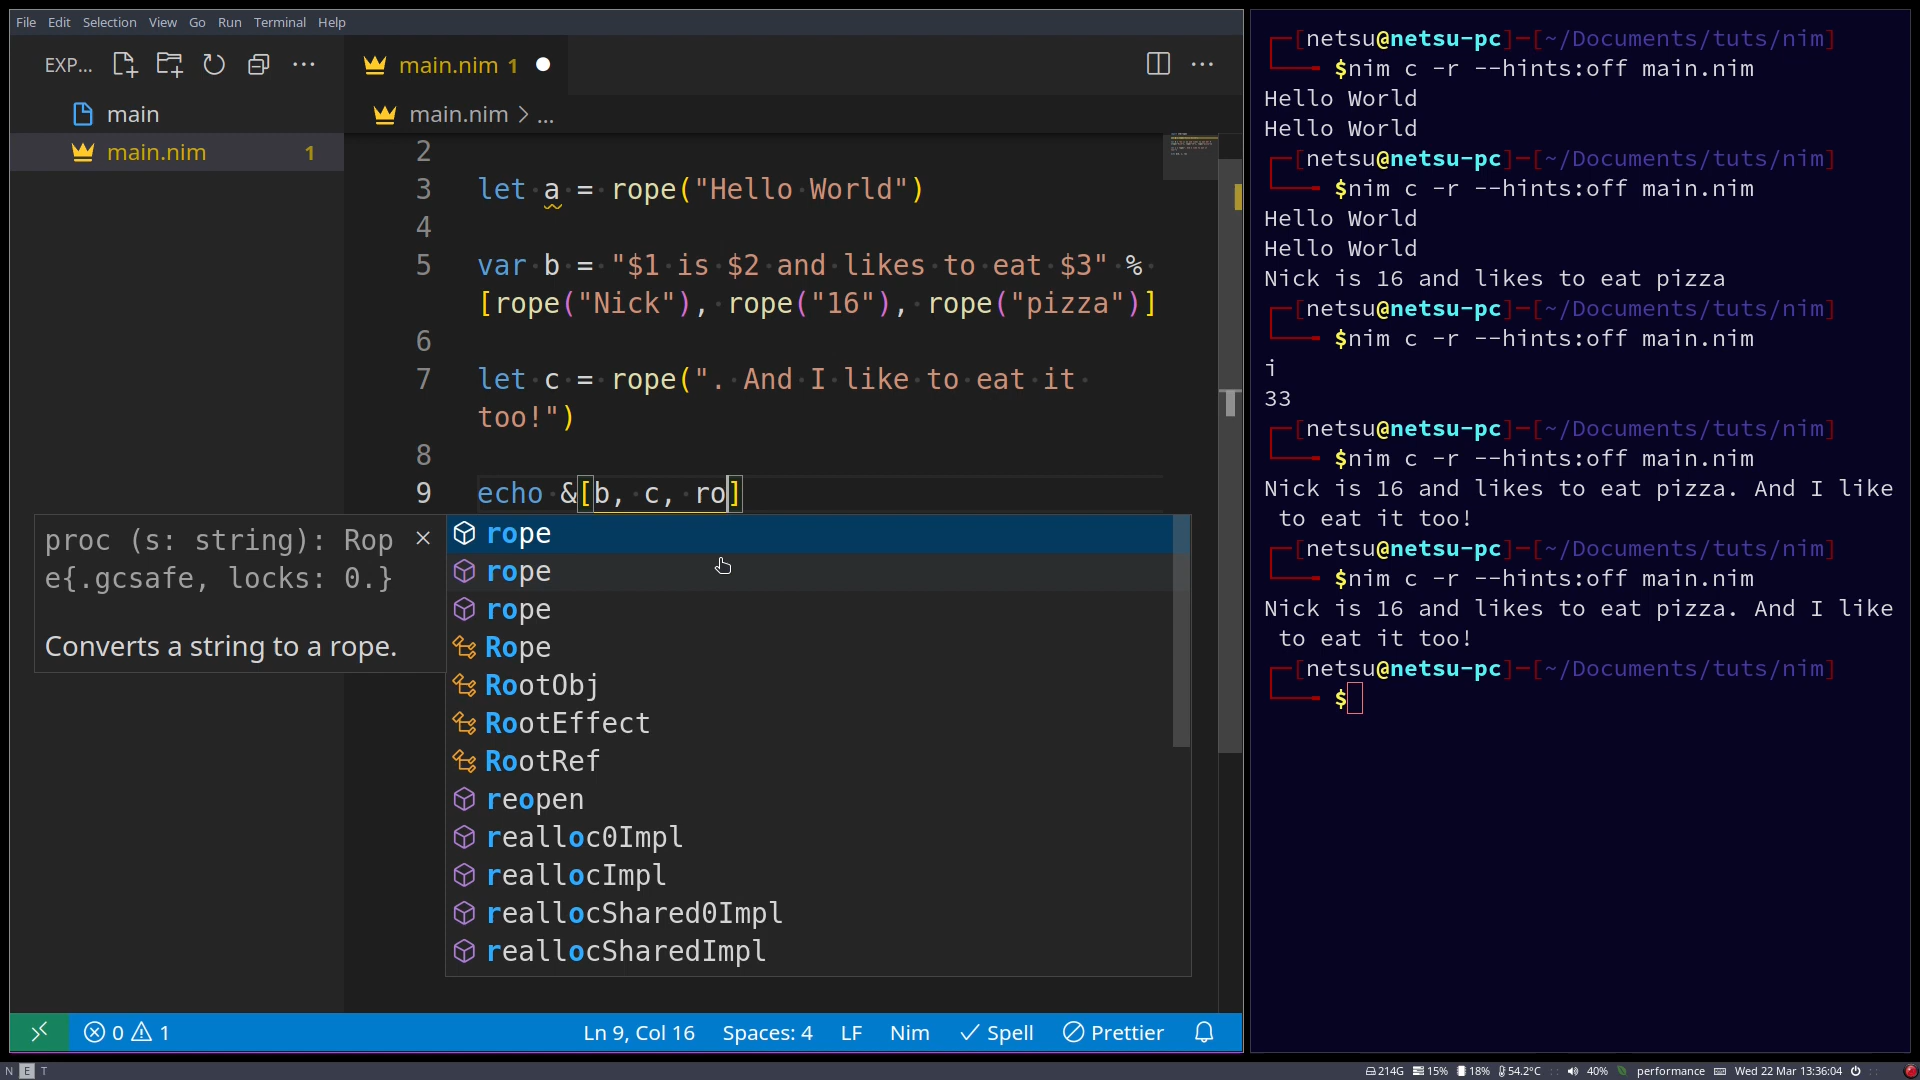 File Edit Selection View Go Run Terminal Help
EXP...
main
main.nim 1
main.nim 1
main.nim > ...
2
3 let a = rope("Hello World")
4
5 var b = "$1 is $2 and likes to eat $3" %
[rope("Nick"), rope("16"), rope("pizza")]
6
7 let c = rope(". And I like to eat it
too!")
8
9 echo &[b, c, ro]
proc (s: string): Rop
e{.gcsafe, locks: 0.}
Converts a string to a rope.
rope
rope
rope
Rope
RootObj
RootEffect
RootRef
reopen
realloc0Impl
reallocImpl
reallocShared0Impl
reallocSharedImpl
0 1 Ln 9, Col 16 Spaces: 4 LF Nim Spell Prettier
[netsu@netsu-pc]-[~/Documents/tuts/nim]
$nim c -r --hints:off main.nim
Hello World
Hello World
[netsu@netsu-pc]-[~/Documents/tuts/nim]
$nim c -r --hints:off main.nim
Hello World
Hello World
Nick is 16 and likes to eat pizza
[netsu@netsu-pc]-[~/Documents/tuts/nim]
$nim c -r --hints:off main.nim
i
33
[netsu@netsu-pc]-[~/Documents/tuts/nim]
$nim c -r --hints:off main.nim
Nick is 16 and likes to eat pizza. And I like
to eat it too!
[netsu@netsu-pc]-[~/Documents/tuts/nim]
$nim c -r --hints:off main.nim
Nick is 16 and likes to eat pizza. And I like
to eat it too!
[netsu@netsu-pc]-[~/Documents/tuts/nim]
$
N E T 214G 15% 18% 54.2°C 40% performance Wed 22 Mar 13:36:04